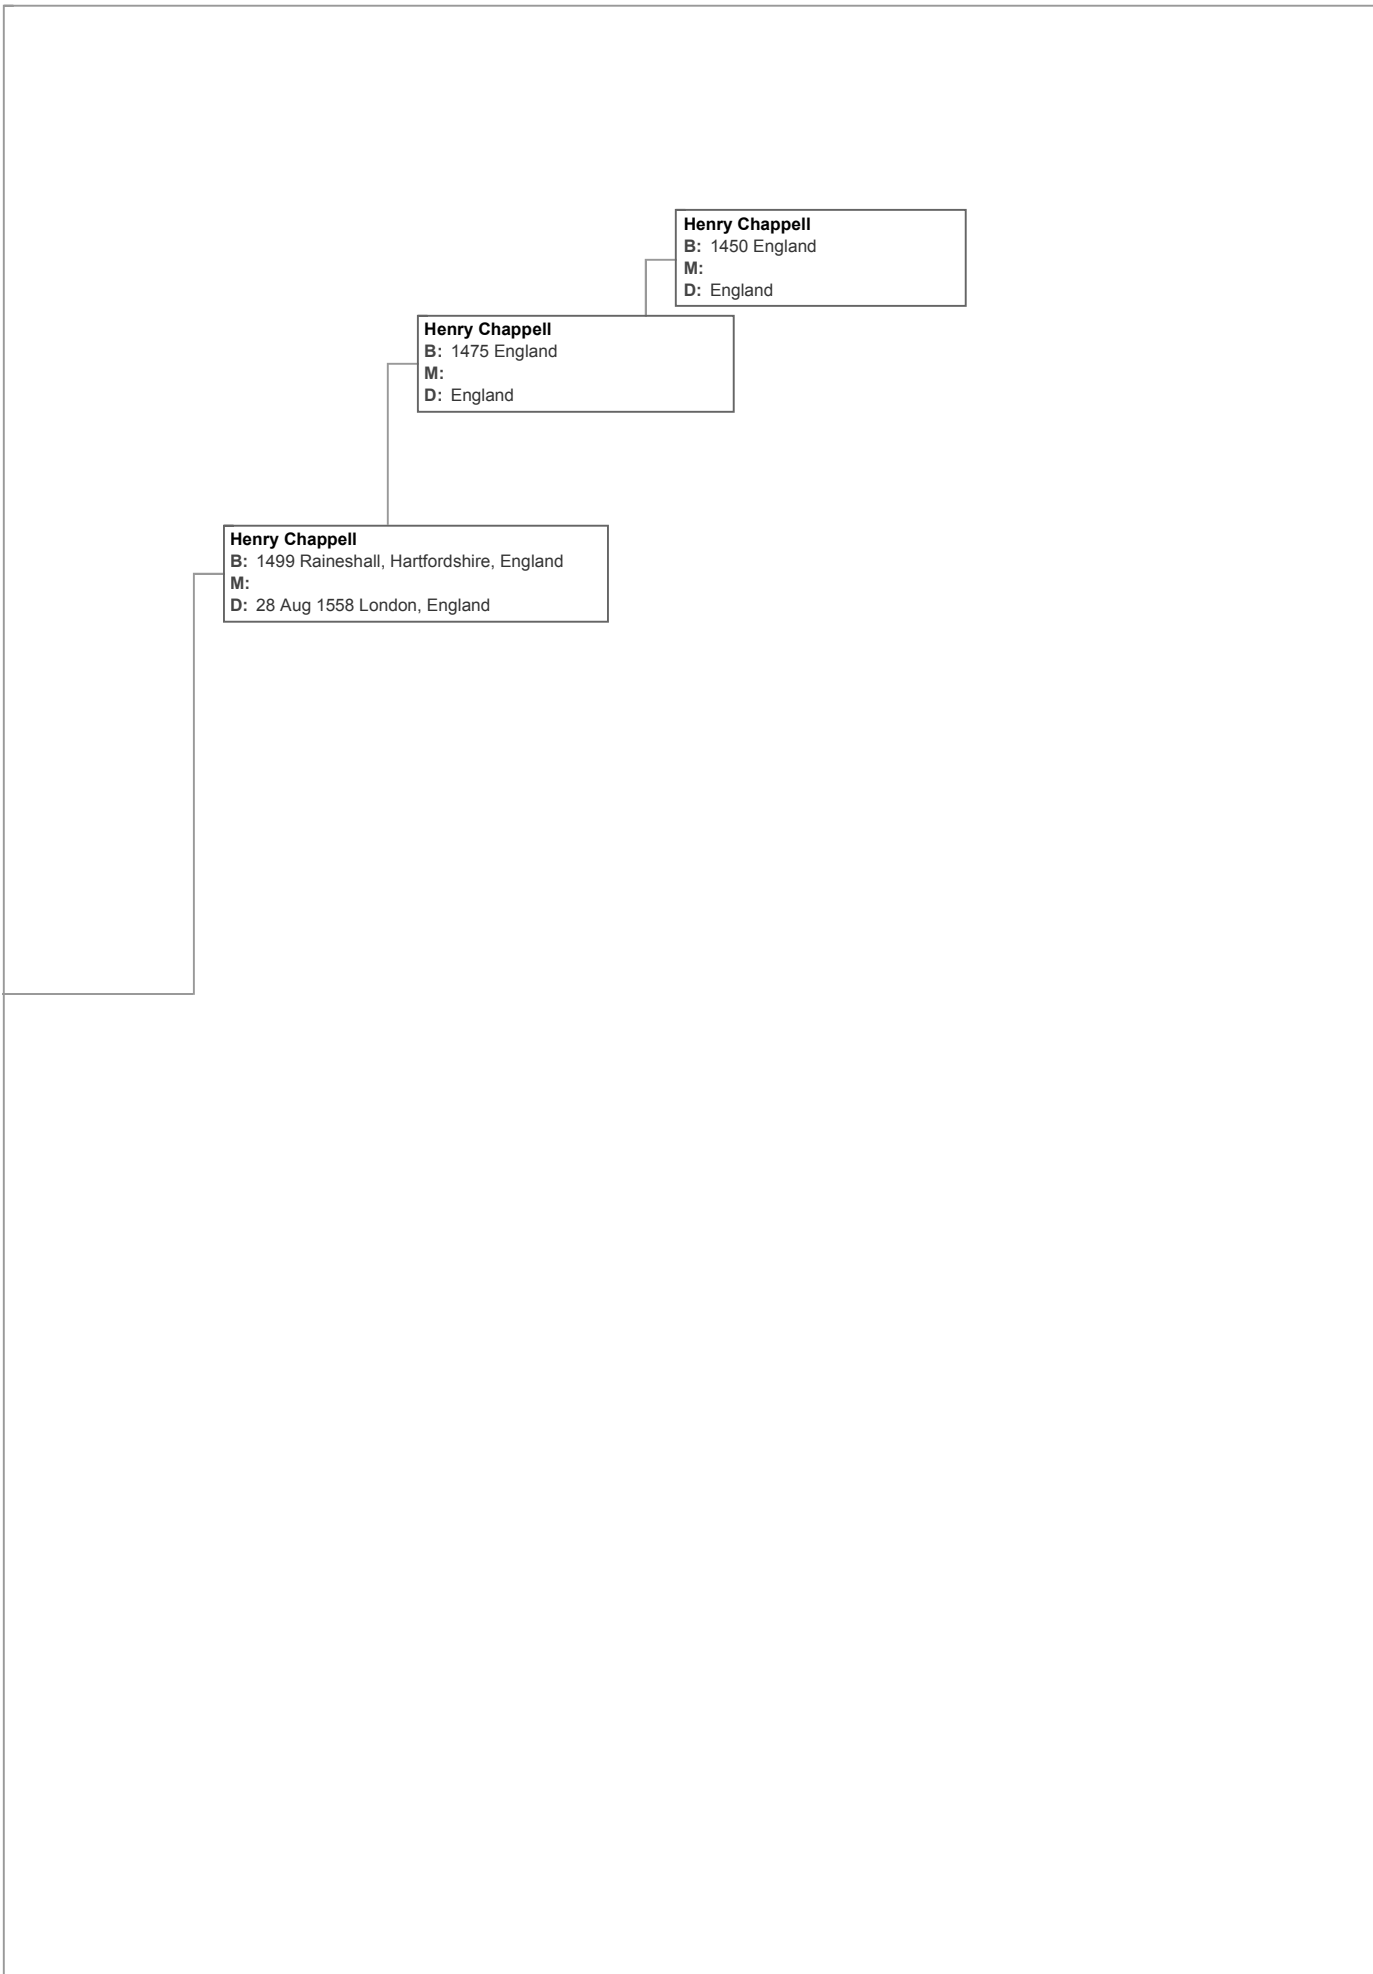 Henry Chappell
B: 1450 England
M:
D: England
Henry Chappell
B: 1475 England
M:
D: England
Henry Chappell
B: 1499 Raineshall, Hartfordshire, England
M:
D: 28 Aug 1558 London, England